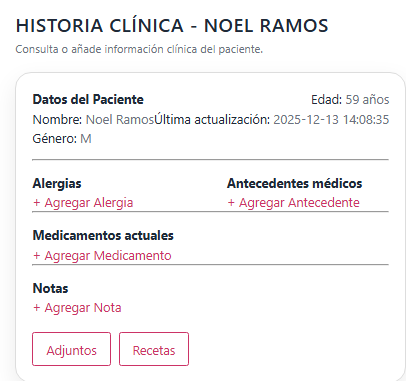 HISTORIA CLÍNICA - NOEL RAMOS
Consulta o añade información clínica del paciente.
Datos del Paciente Edad: 59 años
Nombre: Noel RamosÚltima actualización: 2025-12-13 14:08:35
Género: M
Alergias Antecedentes médicos
+ Agregar Alergia + Agregar Antecedente
Medicamentos actuales
+ Agregar Medicamento
Notas
+ Agregar Nota
Adjuntos Recetas